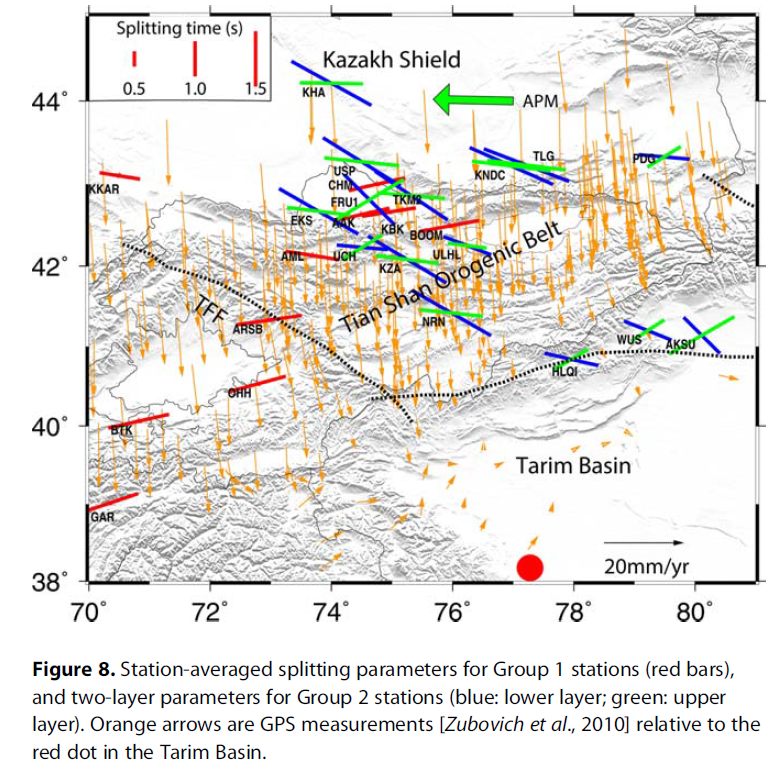 Splitting time (s)
0.5 1.0 1.5
Kazakh Shield
KHA
APM
44°
USP
CHM
KNDC
TLG
PDG
KKAR
FRU1
TKM2
EKS
AAK
KBK
BOOM
42°
AML
UCH
KZA
ULHL
Tian Shan Orogenic Belt
TFF
ARSB
NRN
WUS
AKSU
HLQI
OHH
40°
BTK
Tarim Basin
GAR
20mm/yr
38°
70° 72° 74° 76° 78° 80°
Figure 8. Station-averaged splitting parameters for Group 1 stations (red bars),
and two-layer parameters for Group 2 stations (blue: lower layer; green: upper
layer). Orange arrows are GPS measurements [Zubovich et al., 2010] relative to the
red dot in the Tarim Basin.